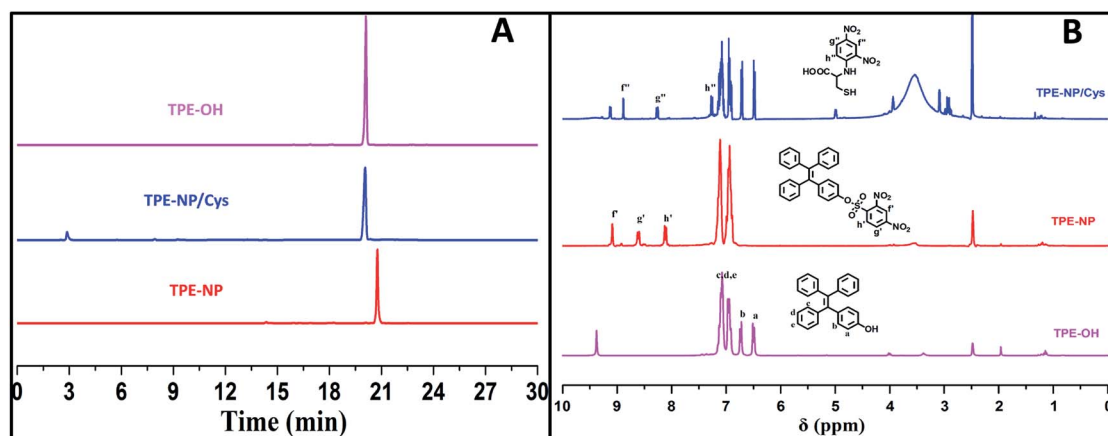 A
TPE-OH
TPE-NP/Cys
TPE-NP
0 3 6 9 12 15 18 21 24 27 30
Time (min)
B
NO₂
g'' f''
h'' NO₂
NH
HOOC
SH
TPE-NP/Cys
f'' g'' h''
O NO₂
O S f'
O NO₂
h' g'
TPE-NP
f' g' h'
c d,e b a
c
d b OH
e a
TPE-OH
10 9 8 7 6 5 4 3 2 1 0
δ (ppm)